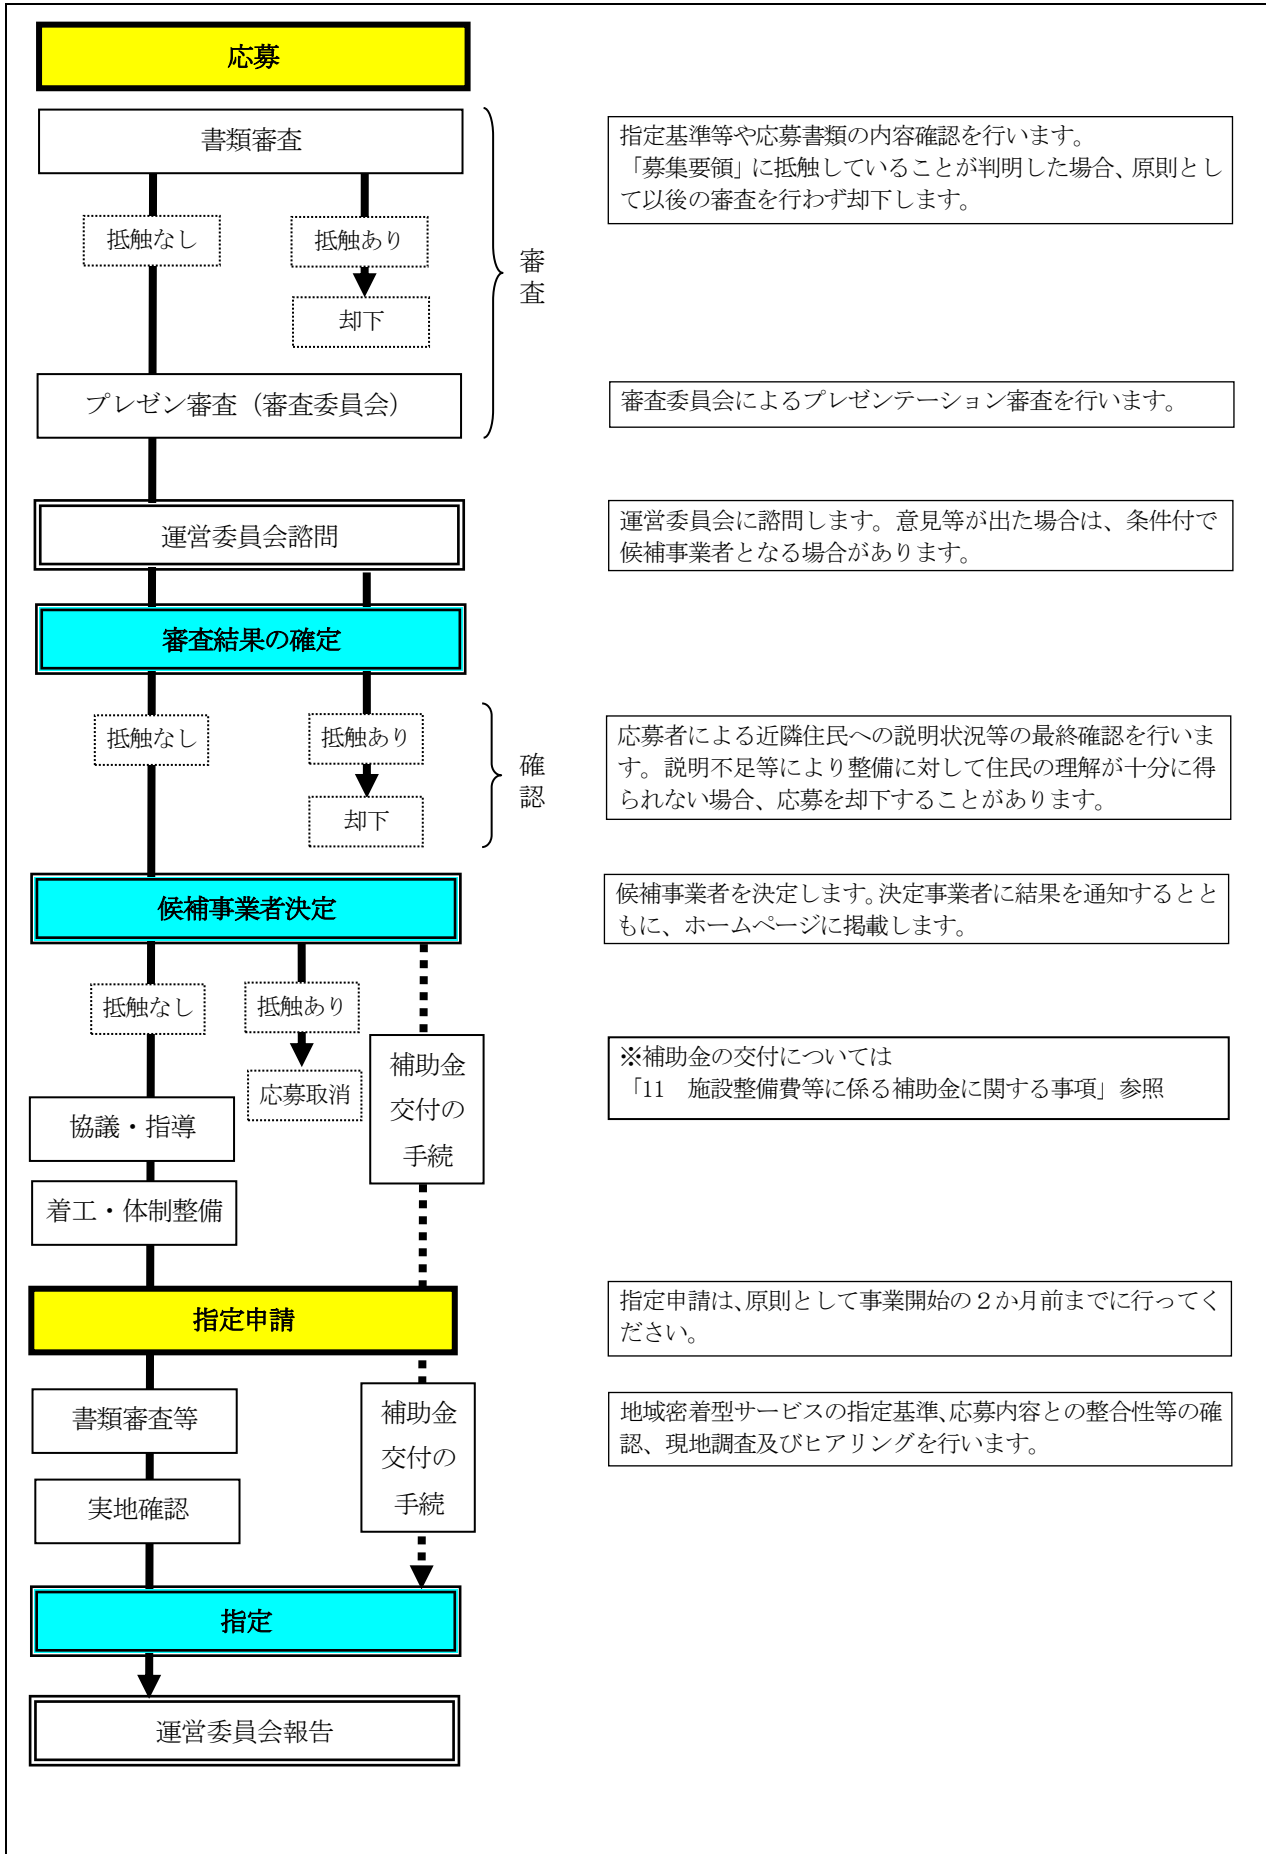 応募
書類審査
指定基準等や応募書類の内容確認を行います。
「募集要領」に抵触していることが判明した場合、原則とし
て以後の審査を行わず却下します。
抵触なし
抵触あり
審
査
却下
プレゼン審査（審査委員会）
審査委員会によるプレゼンテーション審査を行います。
運営委員会諮問
運営委員会に諮問します。意見等が出た場合は、条件付で
候補事業者となる場合があります。
審査結果の確定
抵触なし
抵触あり
確
認
却下
応募者による近隣住民への説明状況等の最終確認を行いま
す。説明不足等により整備に対して住民の理解が十分に得
られない場合、応募を却下することがあります。
候補事業者決定
候補事業者を決定します。決定事業者に結果を通知するとと
もに、ホームページに掲載します。
抵触なし
抵触あり
応募取消
補助金
交付の
手続
※補助金の交付については
「11　施設整備費等に係る補助金に関する事項」参照
協議・指導
着工・体制整備
指定申請
指定申請は、原則として事業開始の２か月前までに行ってく
ださい。
書類審査等
補助金
交付の
手続
地域密着型サービスの指定基準、応募内容との整合性等の確
認、現地調査及びヒアリングを行います。
実地確認
指定
運営委員会報告